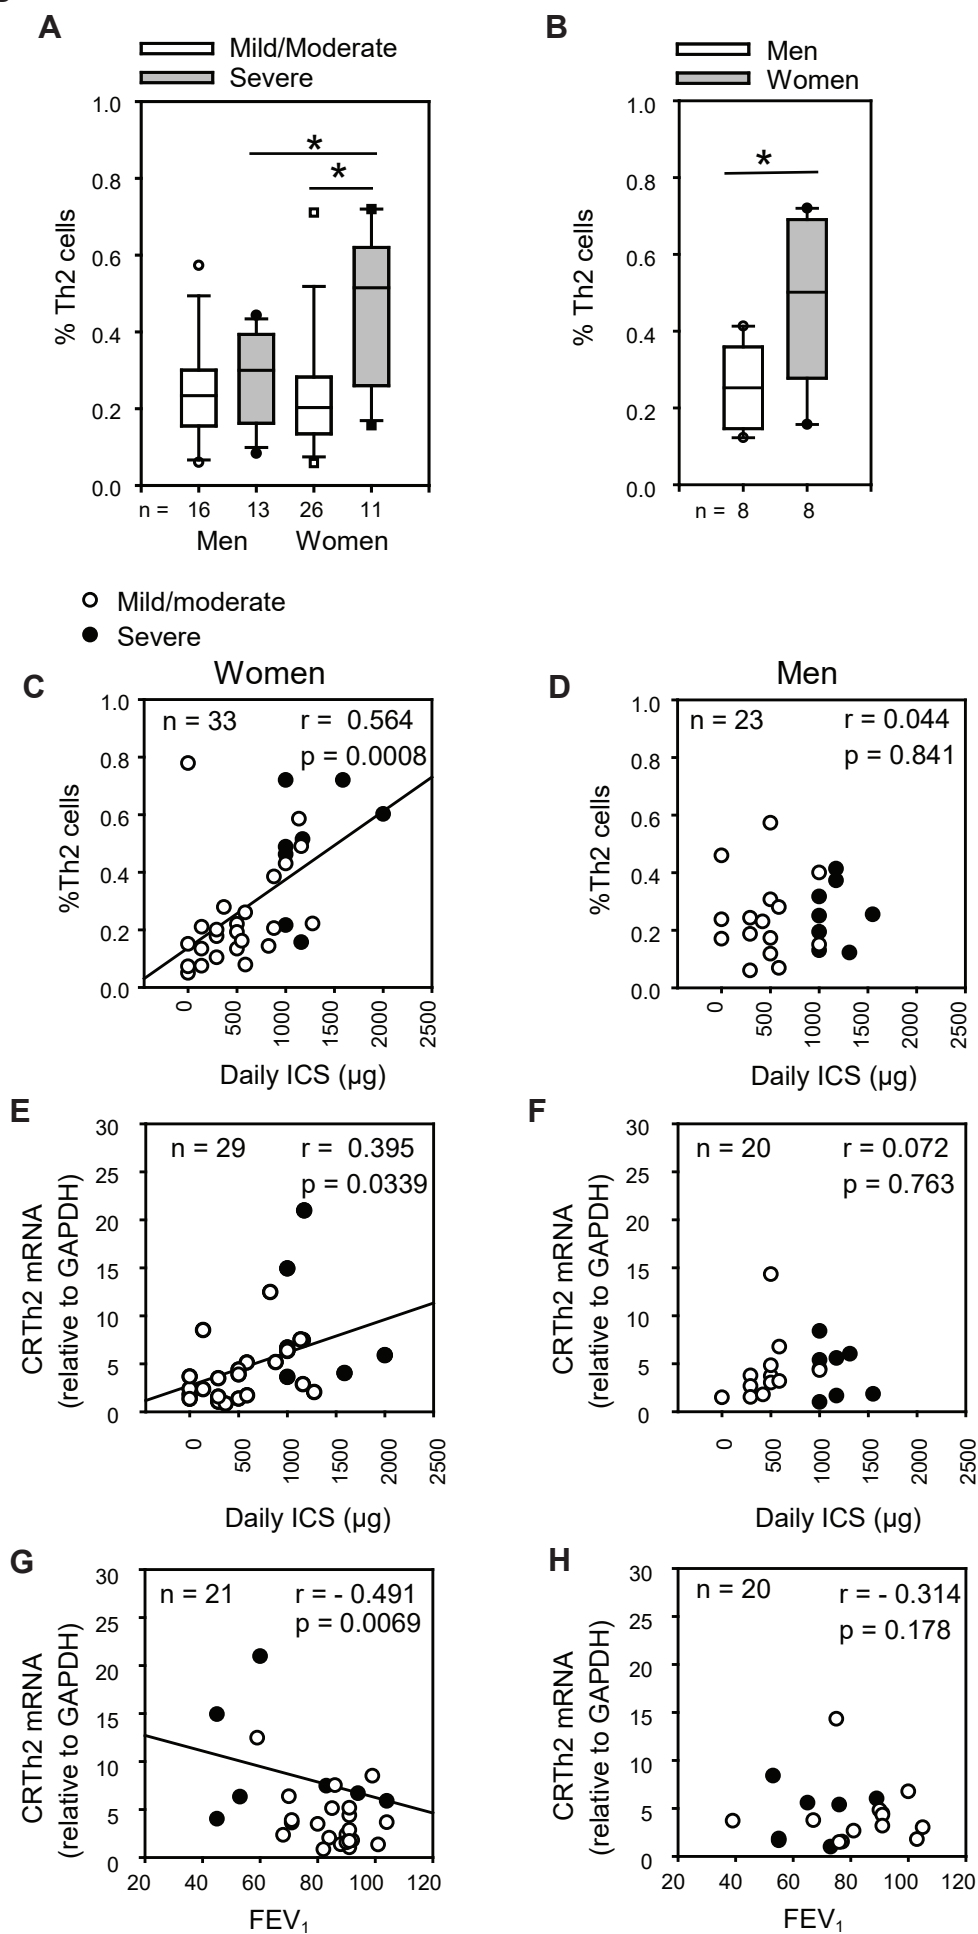 A
Mild/Moderate
Severe
1.0
0.8
0.6
0.4
0.2
0.0
% Th2 cells
*
*
n = 16 13 26 11
Men Women
B
Men
Women
1.0
0.8
0.6
0.4
0.2
0.0
% Th2 cells
*
n = 8 8
Mild/moderate
Severe
C
Women
n = 33
r = 0.564
p = 0.0008
1.0
0.8
0.6
0.4
0.2
0.0
%Th2 cells
0 500 1000 1500 2000 2500
Daily ICS (µg)
D
Men
n = 23
r = 0.044
p = 0.841
1.0
0.8
0.6
0.4
0.2
0.0
%Th2 cells
0 500 1000 1500 2000 2500
Daily ICS (µg)
E
n = 29
r = 0.395
p = 0.0339
30
25
20
15
10
5
0
CRTh2 mRNA
(relative to GAPDH)
0 500 1000 1500 2000 2500
Daily ICS (µg)
F
n = 20
r = 0.072
p = 0.763
30
25
20
15
10
5
0
CRTh2 mRNA
(relative to GAPDH)
0 500 1000 1500 2000 2500
Daily ICS (µg)
G
n = 21
r = - 0.491
p = 0.0069
30
25
20
15
10
5
0
CRTh2 mRNA
(relative to GAPDH)
20 40 60 80 100 120
FEV₁
H
n = 20
r = - 0.314
p = 0.178
30
25
20
15
10
5
0
CRTh2 mRNA
(relative to GAPDH)
20 40 60 80 100 120
FEV₁